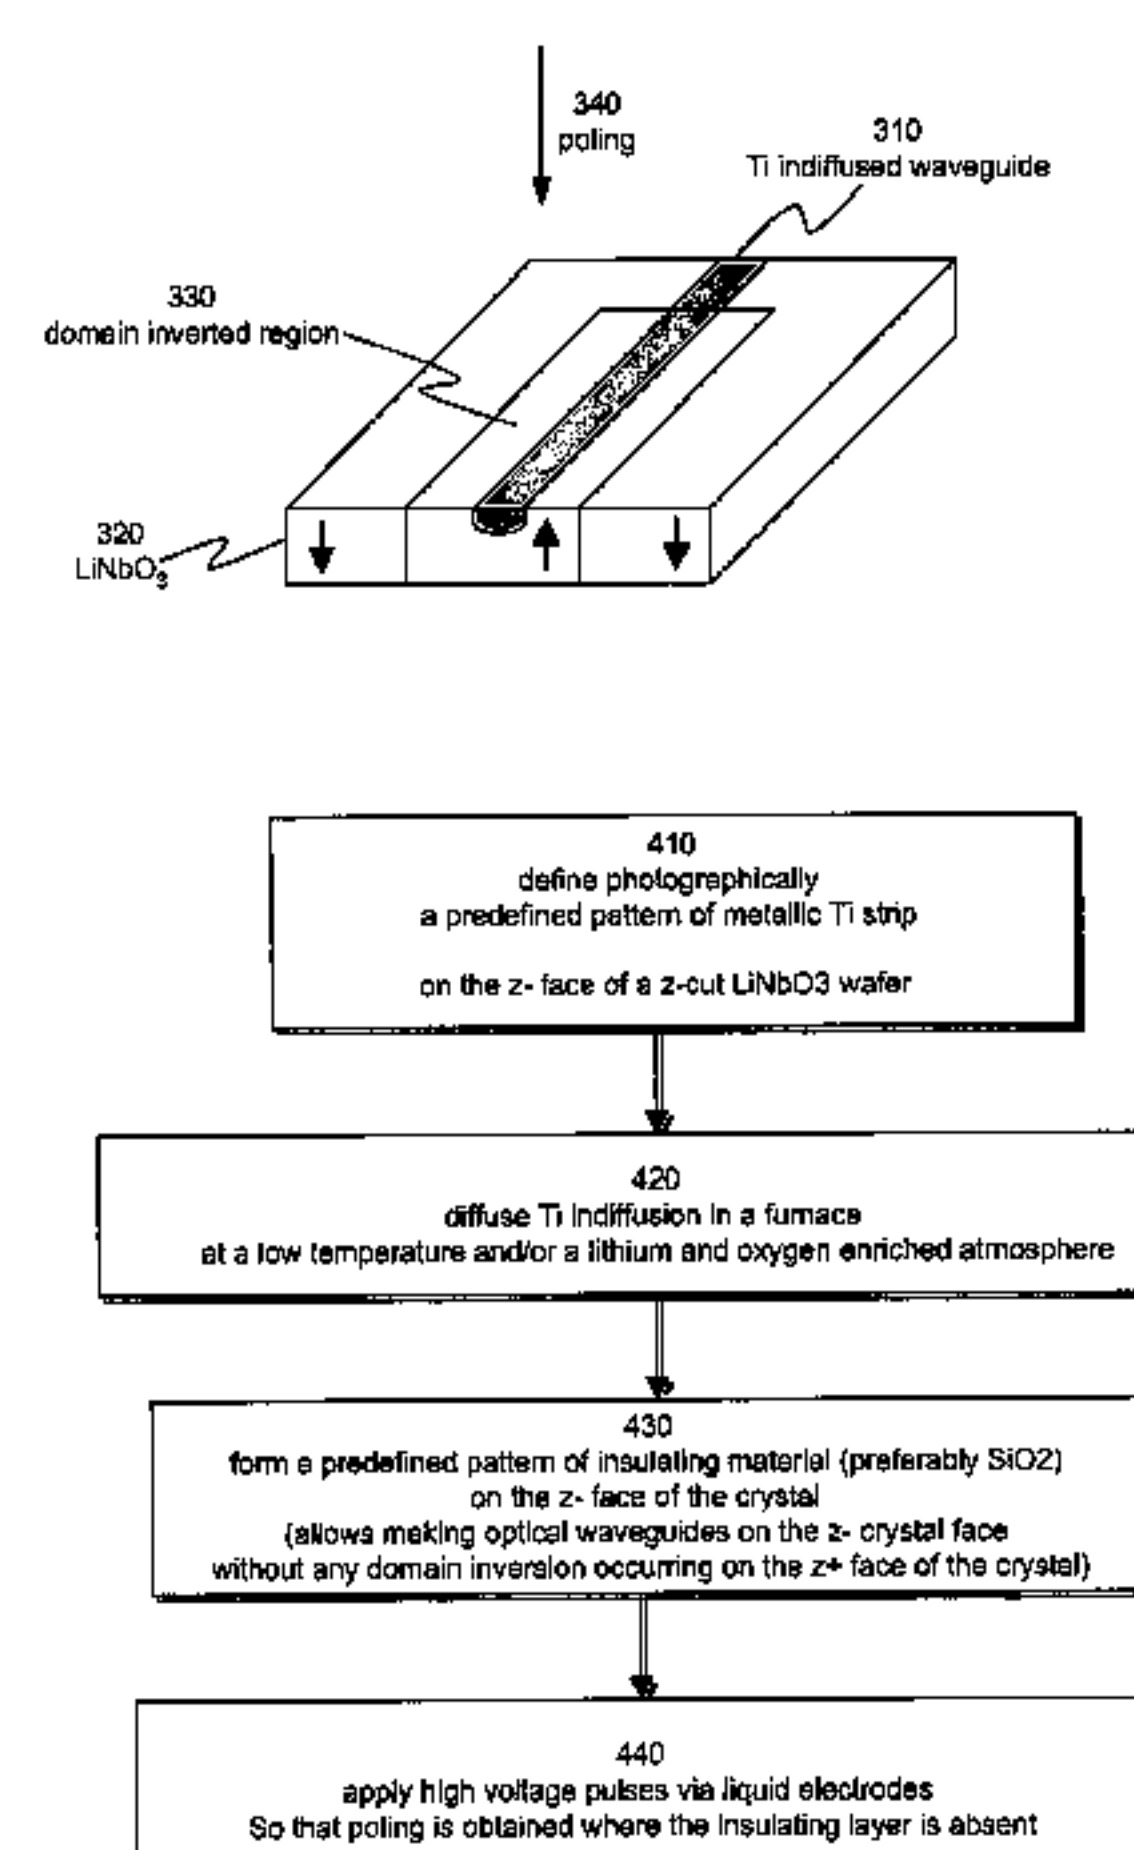 340
poling
310
Ti indiffused waveguide
330
domain inverted region
320
LiNbO3
410
define photographically
a predefined pattern of metallic Ti strip
on the z- face of a z-cut LiNbO3 wafer
420
diffuse Ti indiffusion in a furnace
at a low temperature and/or a lithium and oxygen enriched atmosphere
430
form a predefined pattern of insulating material (preferably SiO2)
on the z- face of the crystal
(allows making optical waveguides on the z- crystal face
without any domain inversion occurring on the z+ face of the crystal)
440
apply high voltage pulses via liquid electrodes
So that poling is obtained where the insulating layer is absent